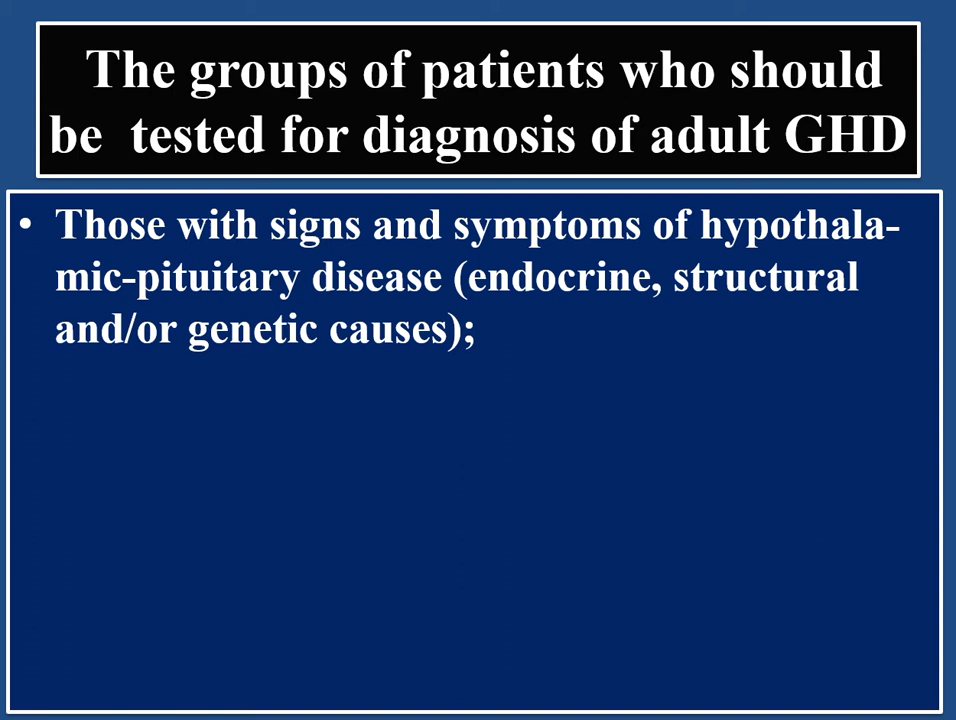 The groups of patients who should
be tested for diagnosis of adult GHD
• Those with signs and symptoms of hypothala-
mic-pituitary disease (endocrine, structural
and/or genetic causes);